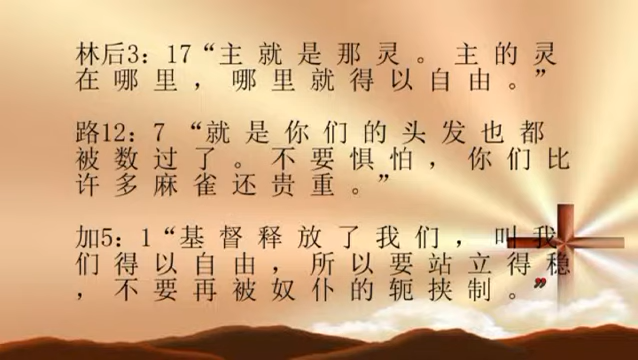 林后3：17“主 就 是 那 灵 。 主 的 灵
在 哪 里 ， 哪 里 就 得 以 自 由 。”
路12：7 “就 是 你 们 的 头 发 也 都
被 数 过 了 。 不 要 惧 怕 ， 你 们 比
许 多 麻 雀 还 贵 重 。”
加5：1“基 督 释 放 了 我 们 ， 叫 我
们 得 以 自 由 ， 所 以 要 站 立 得 稳
， 不 要 再 被 奴 仆 的 轭 挟 制 。”